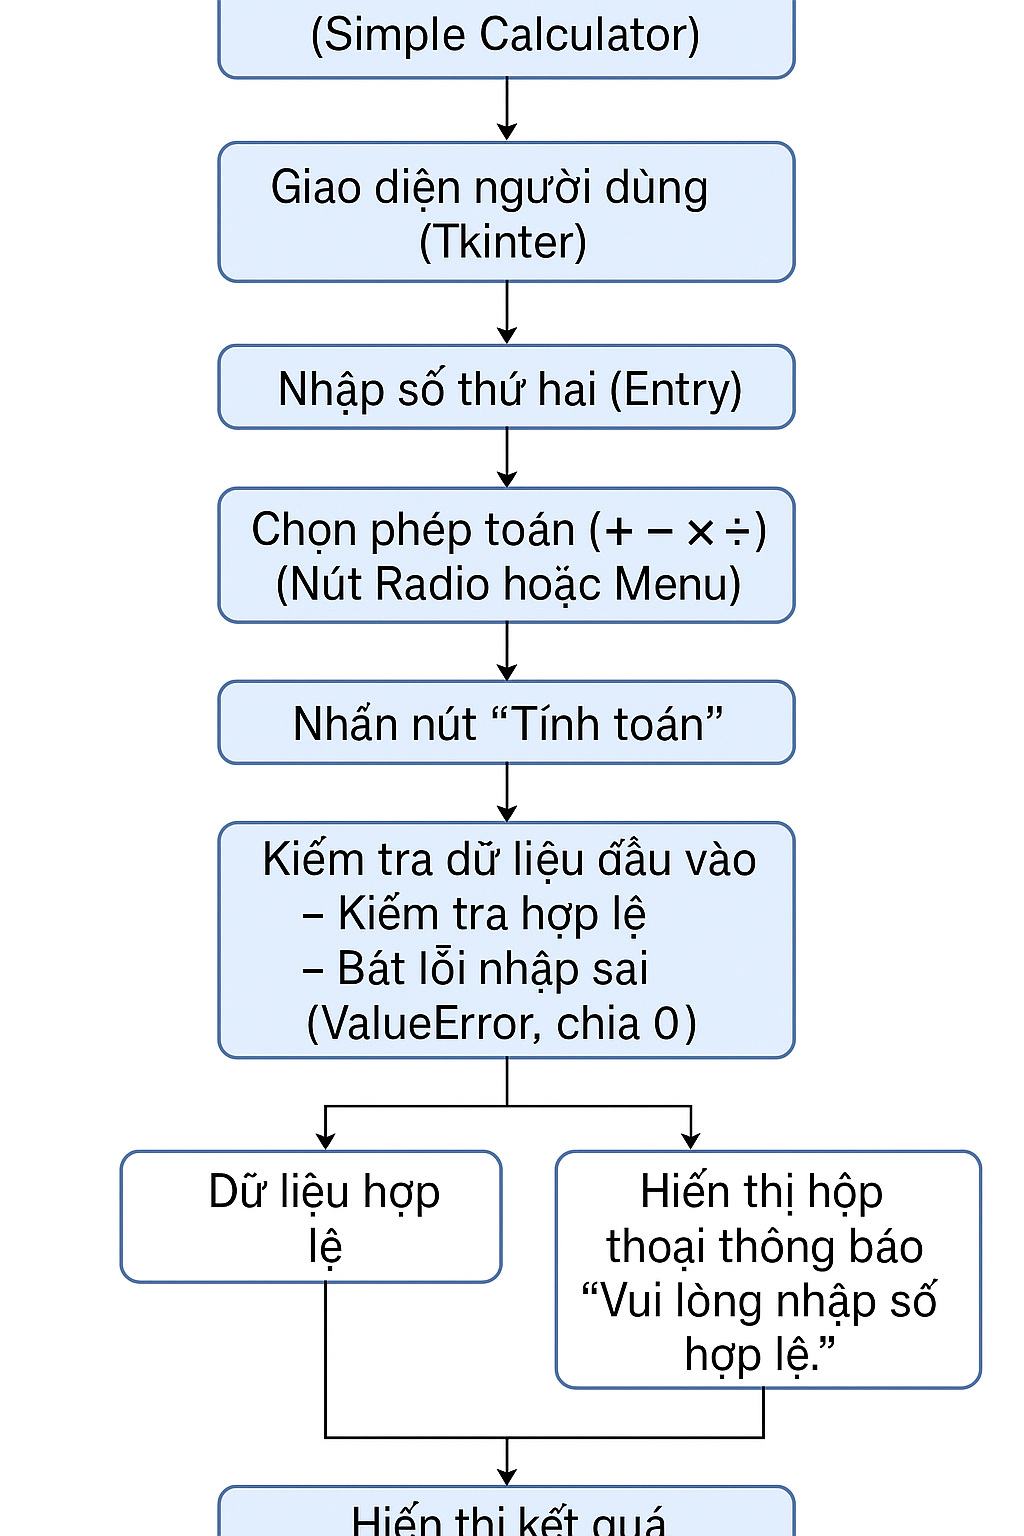 (Simple Calculator)
Giao diện người dùng
(Tkinter)
Nhập số thứ hai (Entry)
Chọn phép toán (+ − × ÷)
(Nút Radio hoặc Menu)
Nhấn nút “Tính toán”
Kiếm tra dữ liệu đầu vào
– Kiếm tra hợp lệ
– Bát lỗi nhập sai
(ValueError, chia 0)
Dữ liệu hợp
lệ
Hiến thị hộp
thoại thông báo
“Vui lòng nhập số
hợp lệ.”
Hiến thị kết quá